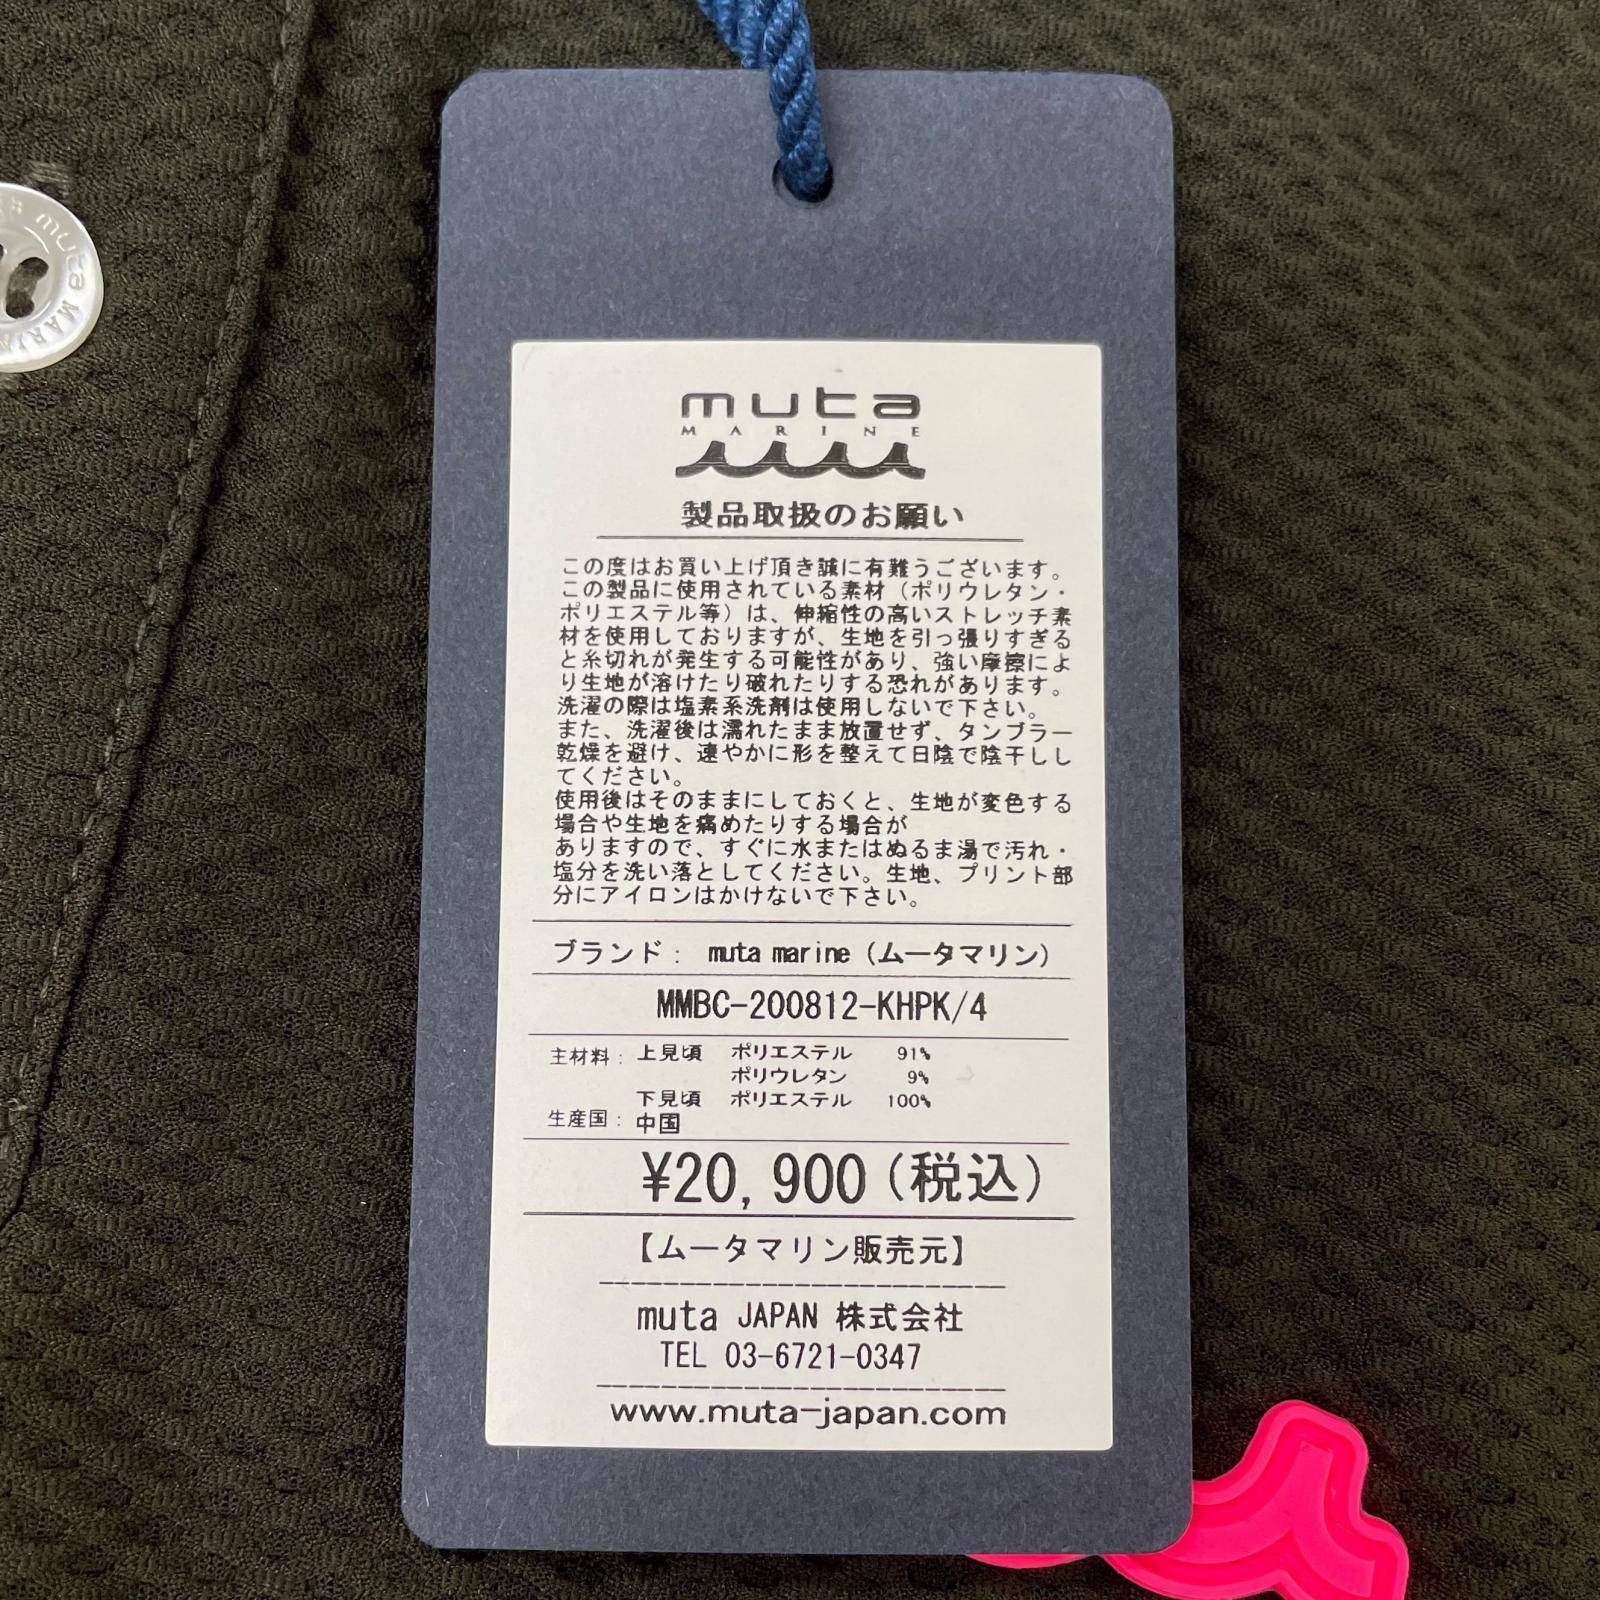 muta MARINE
muta
MARINE
製品取扱のお願い
この度はお買い上げ頂き誠に有難うございます。
この製品に使用されている素材（ポリウレタン・
ポリエステル等）は、伸縮性の高いストレッチ素
材を使用しておりますが、生地を引っ張りすぎる
と糸切れが発生する可能性があり、強い摩擦によ
り生地が溶けたり破れたりする恐れがあります。
洗濯の際は塩素系洗剤は使用しないで下さい。
また、洗濯後は濡れたまま放置せず、タンブラー
乾燥を避け、速やかに形を整えて日陰で陰干しし
てください。
使用後はそのままにしておくと、生地が変色する
場合や生地を痛めたりする場合が
ありますので、すぐに水またはぬるま湯で汚れ・
塩分を洗い落としてください。生地、プリント部
分にアイロンはかけないで下さい。
ブランド： muta marine（ムータマリン）
MMBC-200812-KHPK/4
主材料： 上見頃 ポリエステル 91%
ポリウレタン 9%
下見頃 ポリエステル 100%
生産国： 中国
¥20,900（税込）
【ムータマリン販売元】
muta JAPAN 株式会社
TEL 03-6721-0347
www.muta-japan.com